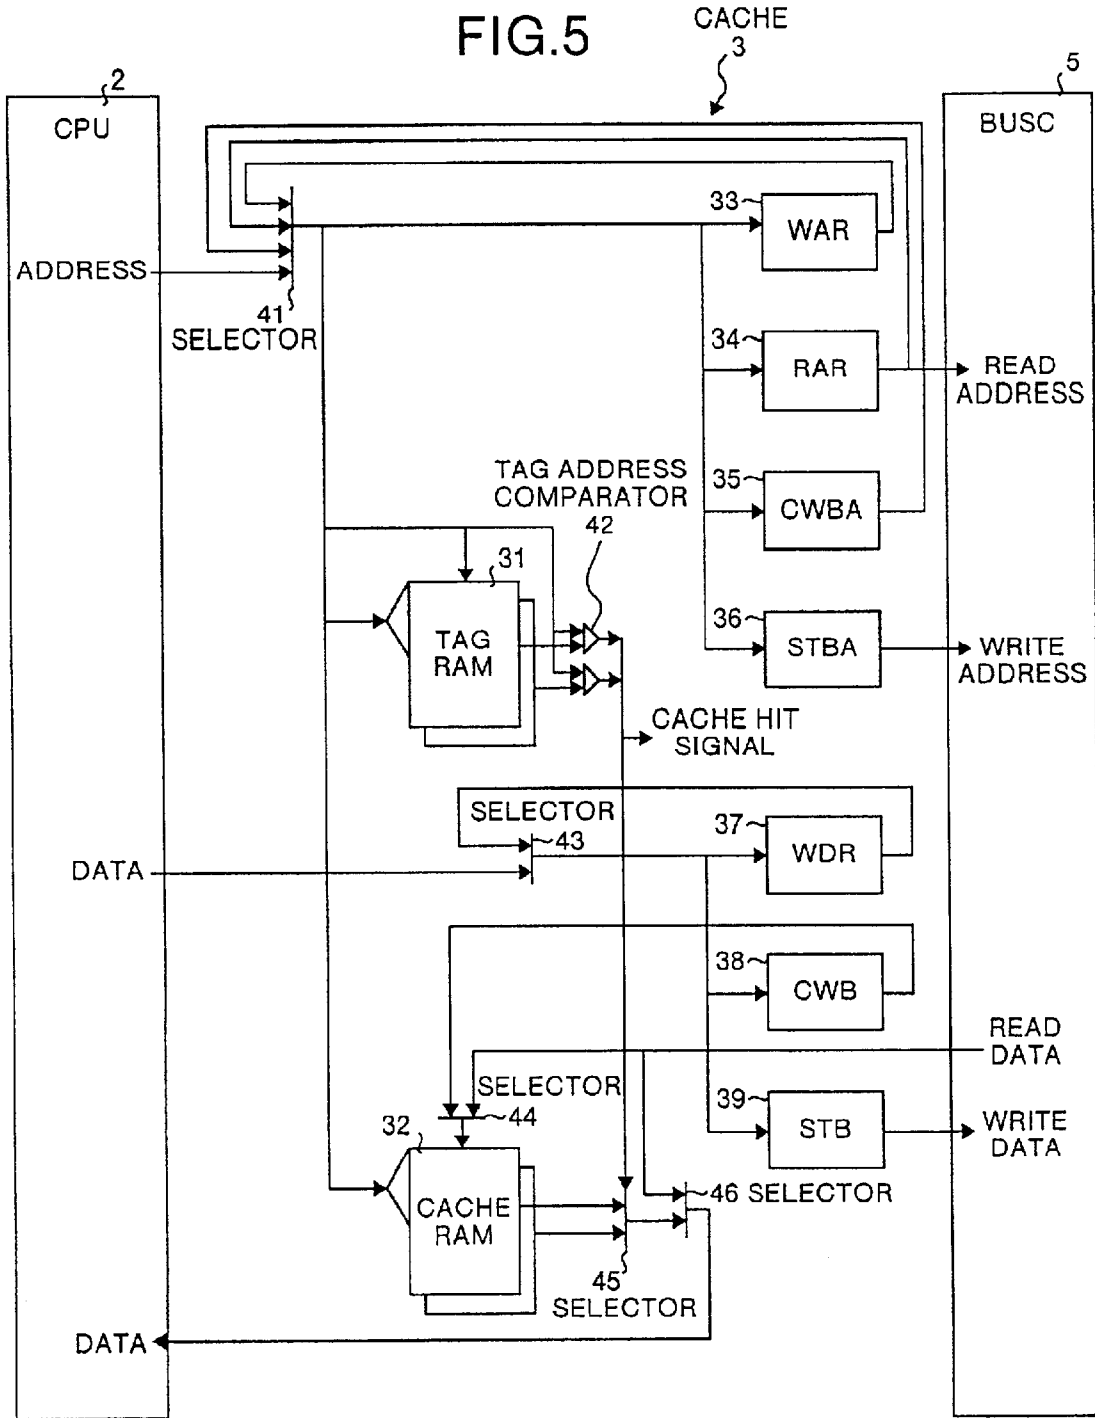 FIG.5
CACHE
3
2
CPU
5
BUSC
ADDRESS
41
SELECTOR
33
WAR
34
RAR
READ
ADDRESS
TAG ADDRESS
COMPARATOR
42
35
CWBA
31
TAG
RAM
36
STBA
WRITE
ADDRESS
CACHE HIT
SIGNAL
SELECTOR
43
37
WDR
DATA
38
CWB
READ
DATA
SELECTOR
44
39
STB
WRITE
DATA
32
CACHE
RAM
46 SELECTOR
45
SELECTOR
DATA